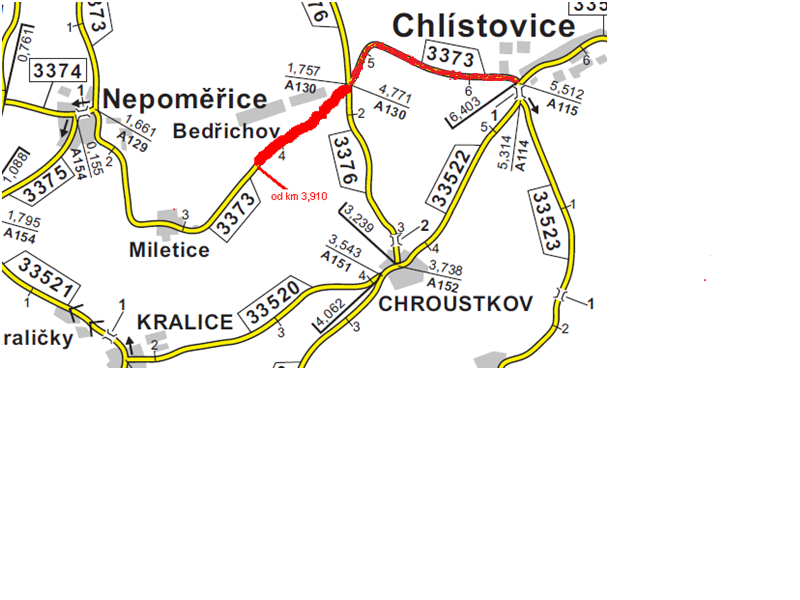 3373
76
335
Chlístovice
1
0,761
3374
1
3373
5
6
6
1,757
A130
4,771
A130
5,512
A115
6,403
1
Nepoměřice
1,661
A129
Bedřichov
2
5
5,314
A114
4
3376
2
0,155
A154
1,088
3375
33522
od km 3,910
3373
3
Miletice
1,795
A154
3,239
3
2
33523
1
4
3,543
A151
4
3,738
A152
33521
1
1
33520
4,062
CHROUSTKOV
1
KRALICE
3
3
2
raličky
2